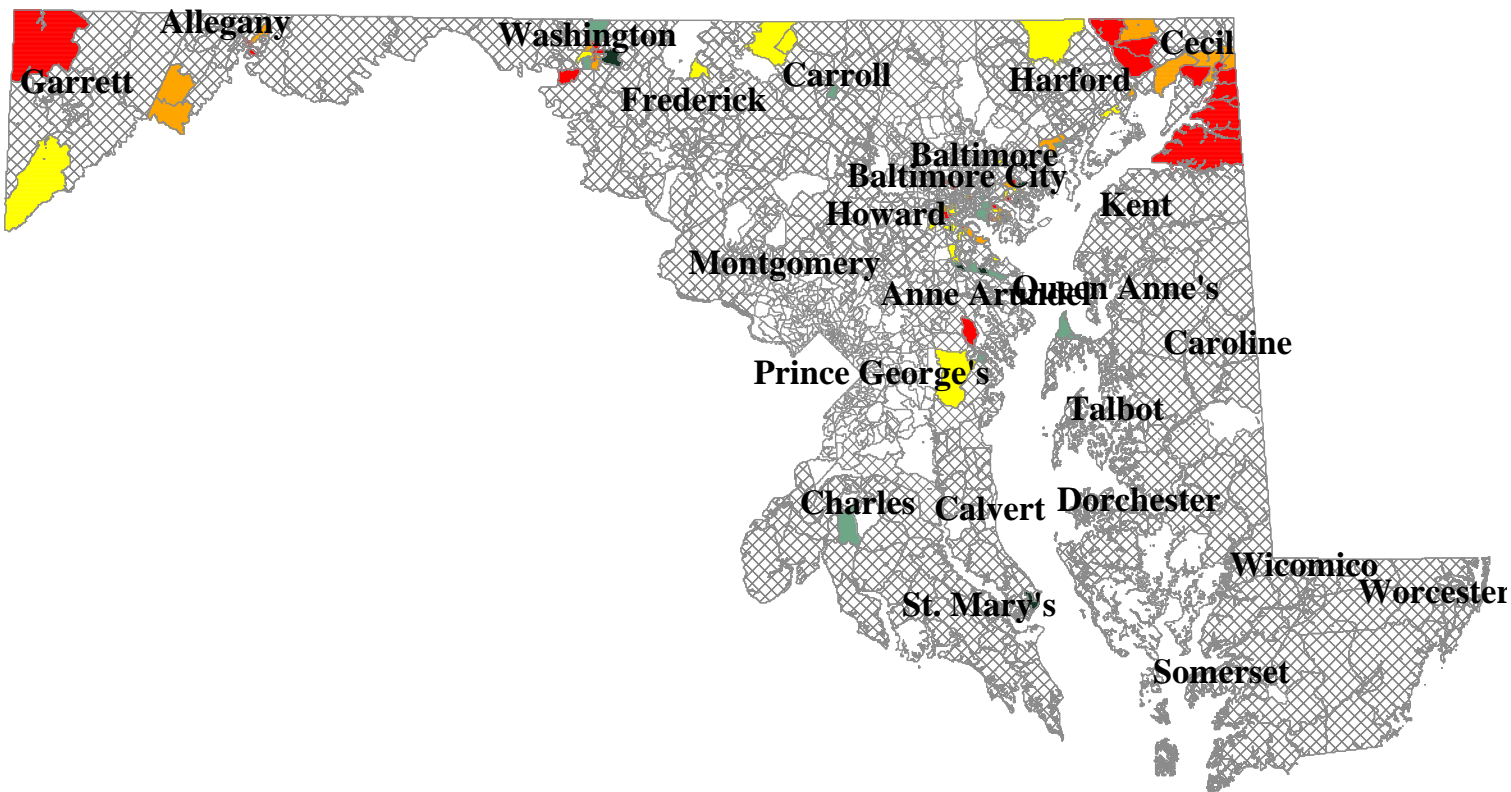 Allegany
Washington
Cecil
Garrett
Carroll
Harford
Frederick
Baltimore
Baltimore City
Kent
Howard
Montgomery
Anne Arundel
Queen Anne's
Caroline
Prince George's
Talbot
Charles
Calvert
Dorchester
Wicomico
Worcester
St. Mary's
Somerset